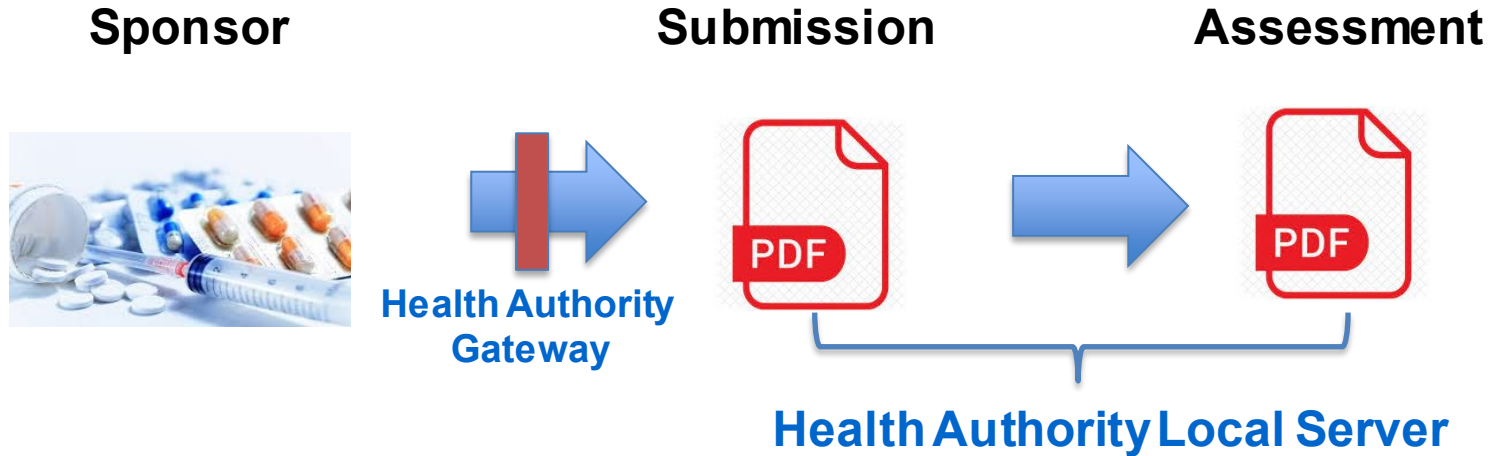 Sponsor
Submission
Assessment
PDF
PDF
Health Authority
Gateway
Health Authority Local Server